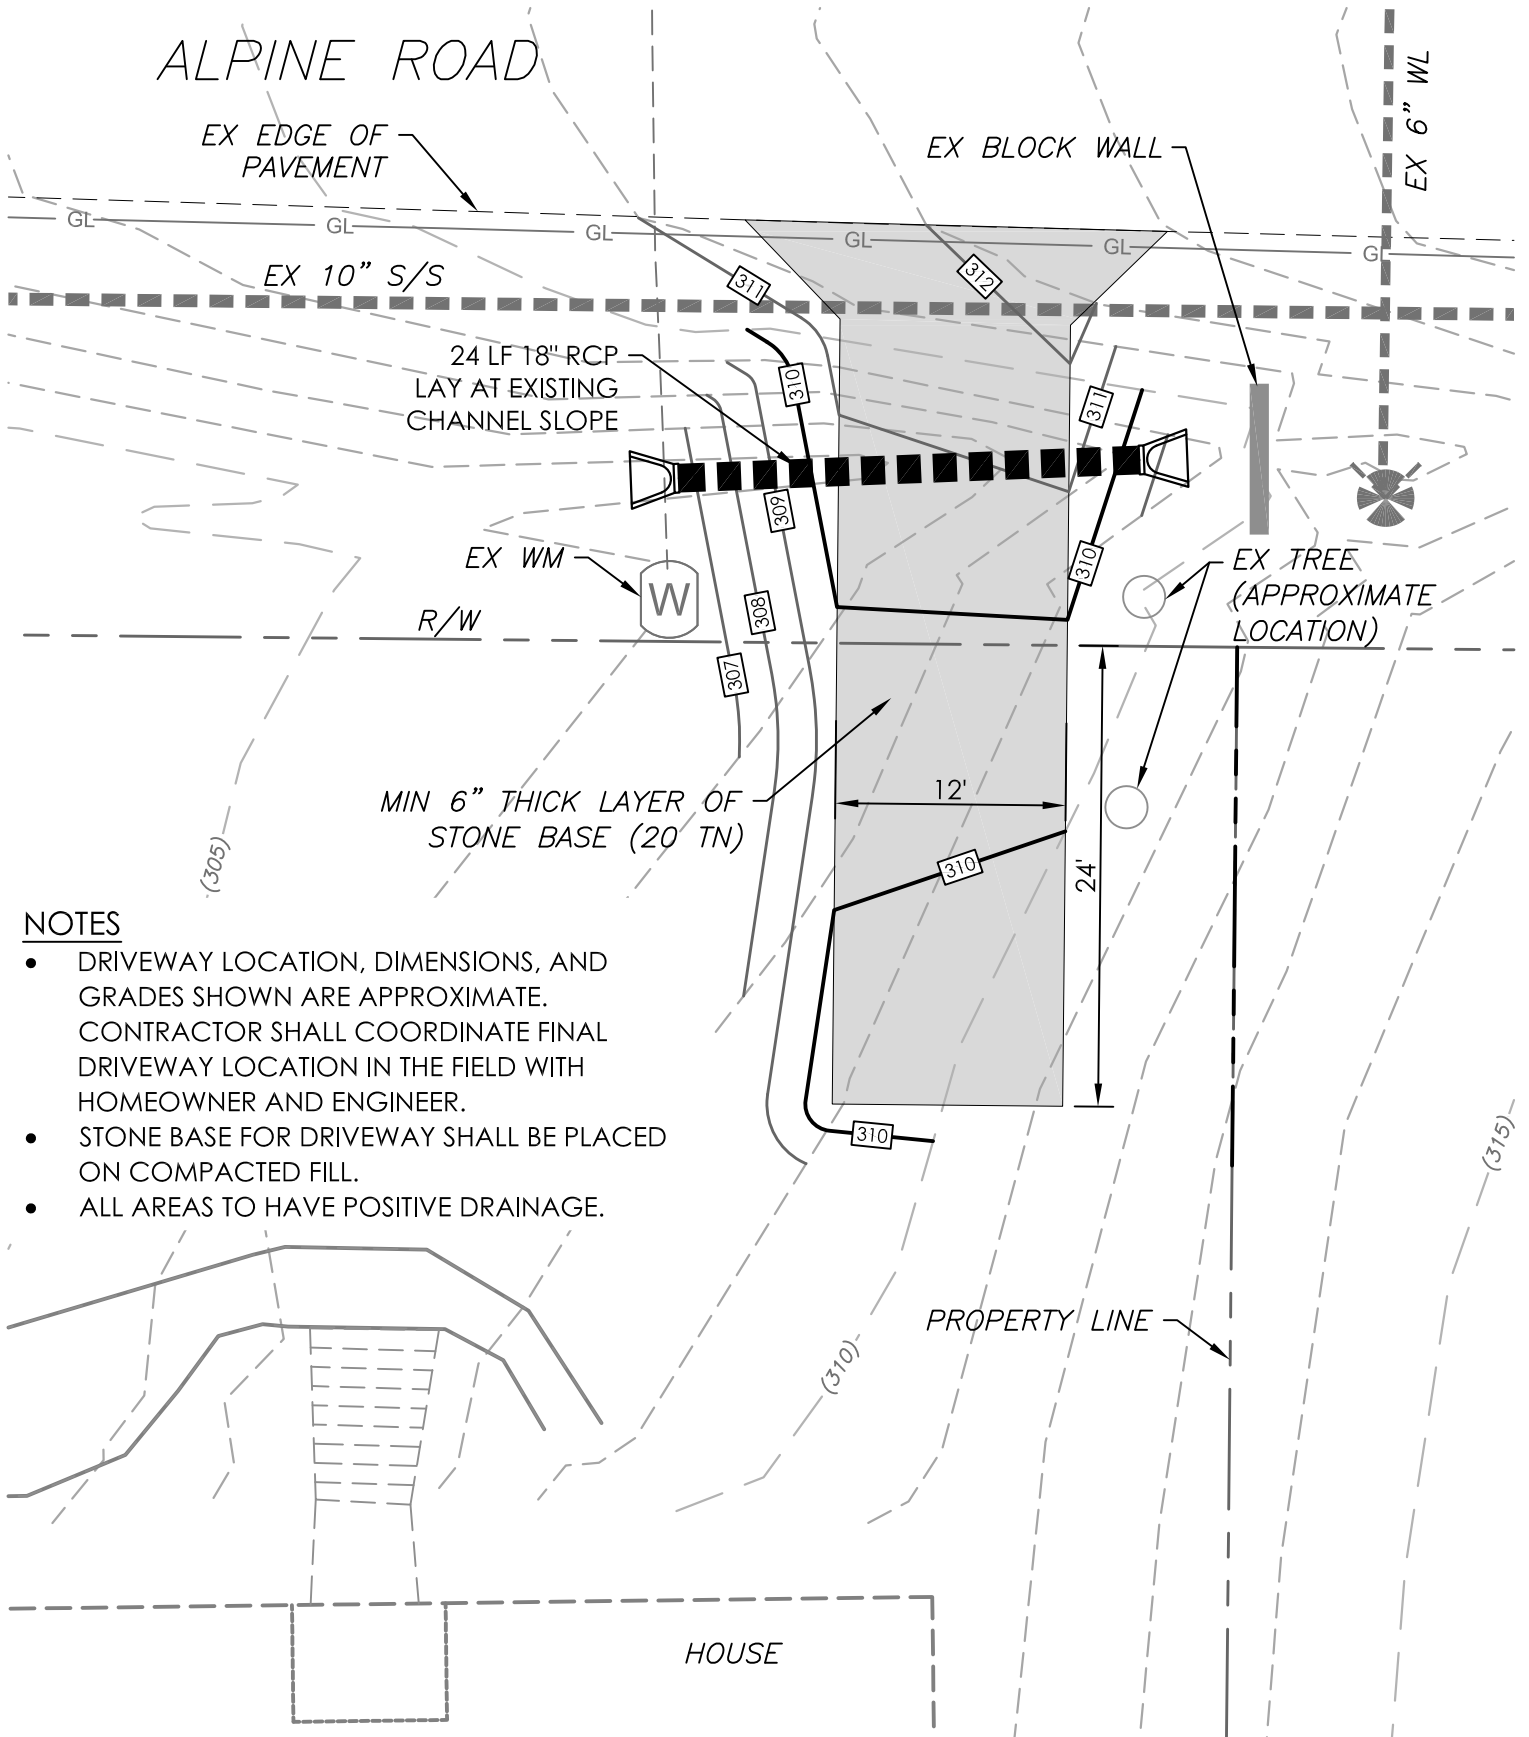 ALPINE ROAD
EX EDGE OF
PAVEMENT
EX BLOCK WALL
EX 6" WL
GL
GL
GL
GL
GL
GL
EX 10" S/S
311
312
24 LF 18" RCP
LAY AT EXISTING
CHANNEL SLOPE
310
311
309
EX WM
W
308
310
EX TREE
(APPROXIMATE
LOCATION)
R/W
307
MIN 6" THICK LAYER OF
STONE BASE (20 TN)
12'
24'
310
(305)
NOTES
• DRIVEWAY LOCATION, DIMENSIONS, AND
GRADES SHOWN ARE APPROXIMATE.
CONTRACTOR SHALL COORDINATE FINAL
DRIVEWAY LOCATION IN THE FIELD WITH
HOMEOWNER AND ENGINEER.
• STONE BASE FOR DRIVEWAY SHALL BE PLACED
ON COMPACTED FILL.
• ALL AREAS TO HAVE POSITIVE DRAINAGE.
310
(315)
PROPERTY LINE
(310)
HOUSE